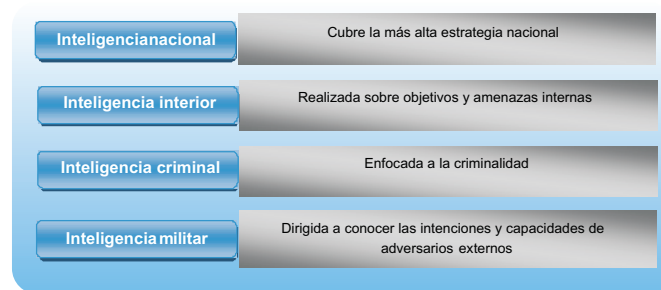 Inteligencianacional
Cubre la más alta estrategia nacional
Inteligencia interior
Realizada sobre objetivos y amenazas internas
Inteligencia criminal
Enfocada a la criminalidad
Inteligencia militar
Dirigida a conocer las intenciones y capacidades de
adversarios externos